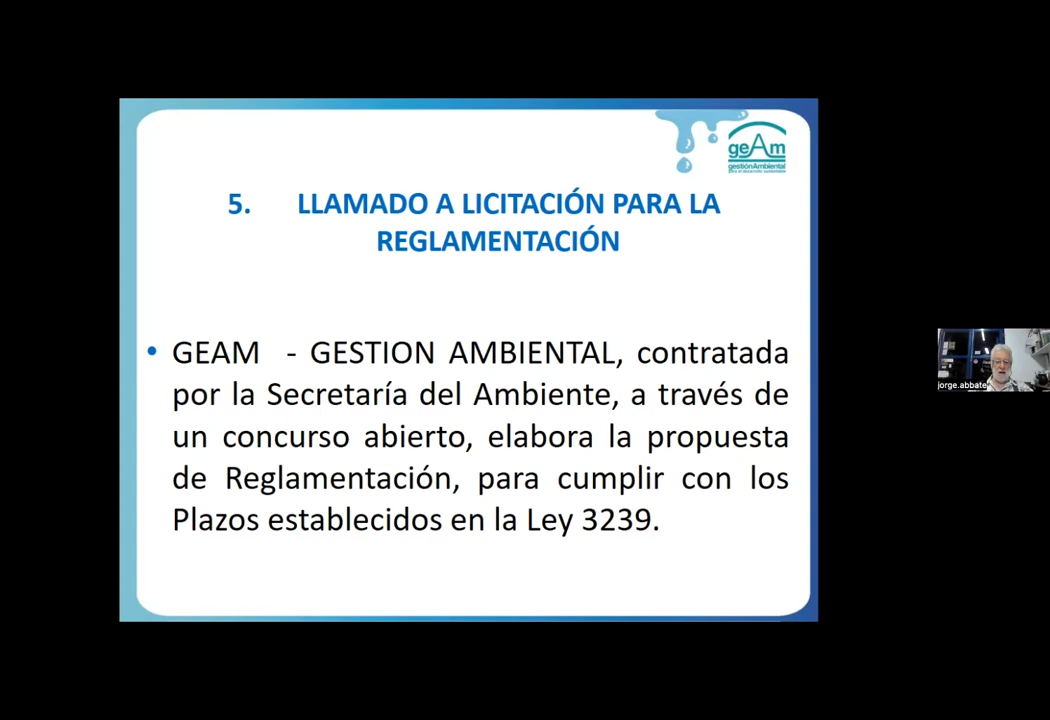 geAm
gestiónAmbiental
para el desarrollo sustentable
5. LLAMADO A LICITACIÓN PARA LA
REGLAMENTACIÓN
• GEAM - GESTION AMBIENTAL, contratada
por la Secretaría del Ambiente, a través de
un concurso abierto, elabora la propuesta
de Reglamentación, para cumplir con los
Plazos establecidos en la Ley 3239.
jorge.abbate